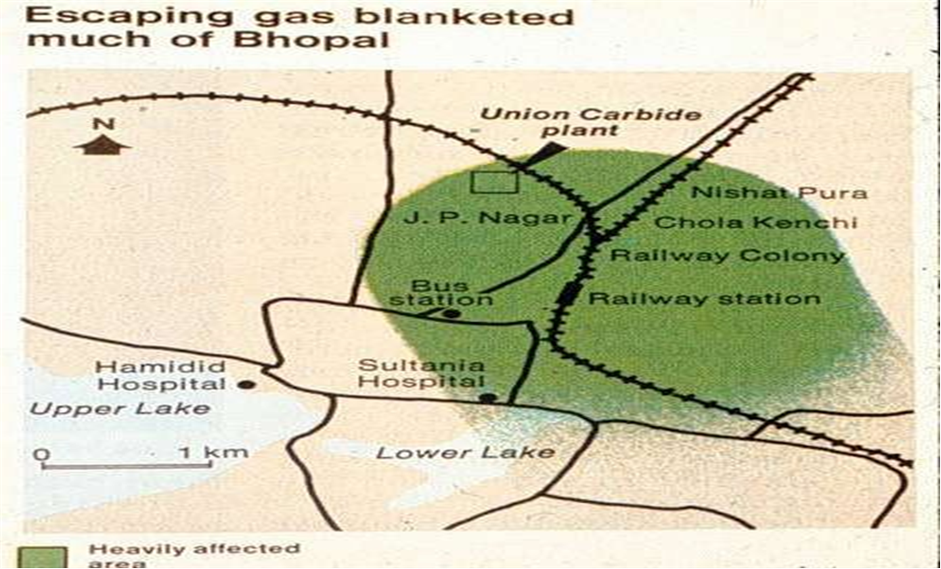 Escaping gas blanketed
much of Bhopal
N
Union Carbide
plant
Nishat Pura
J. P. Nagar
Chola Kenchi
Railway Colony
Bus
station
Railway station
Hamidid
Hospital
Sultania
Hospital
Upper Lake
Lower Lake
0 1 km
Heavily affected
area